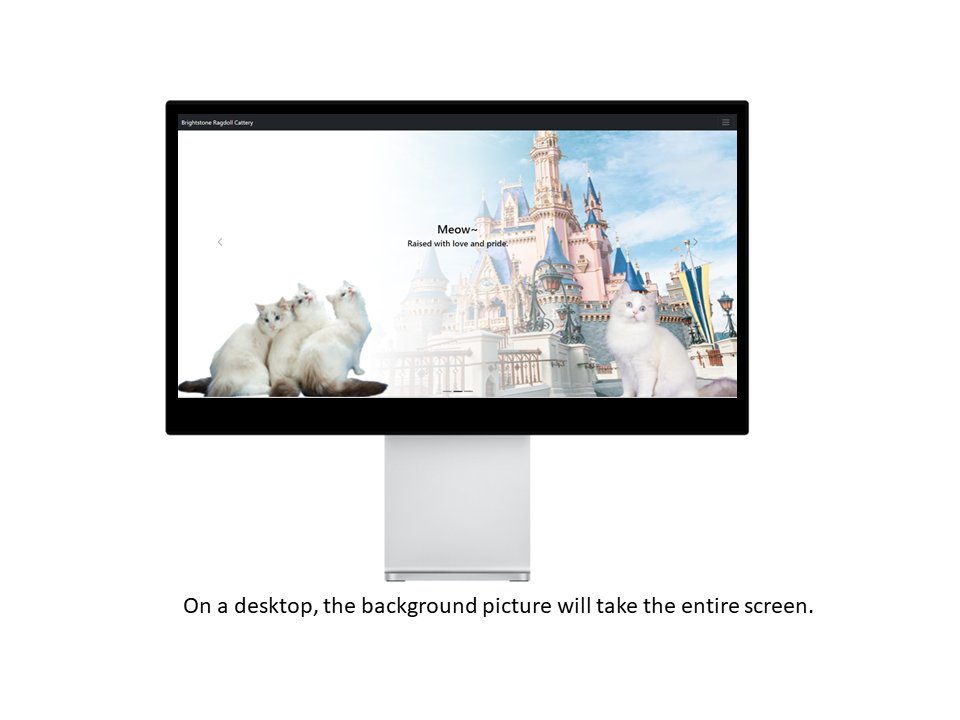 Brightstone Ragdoll Cattery
Meow~
Raised with love and pride.
On a desktop, the background picture will take the entire screen.